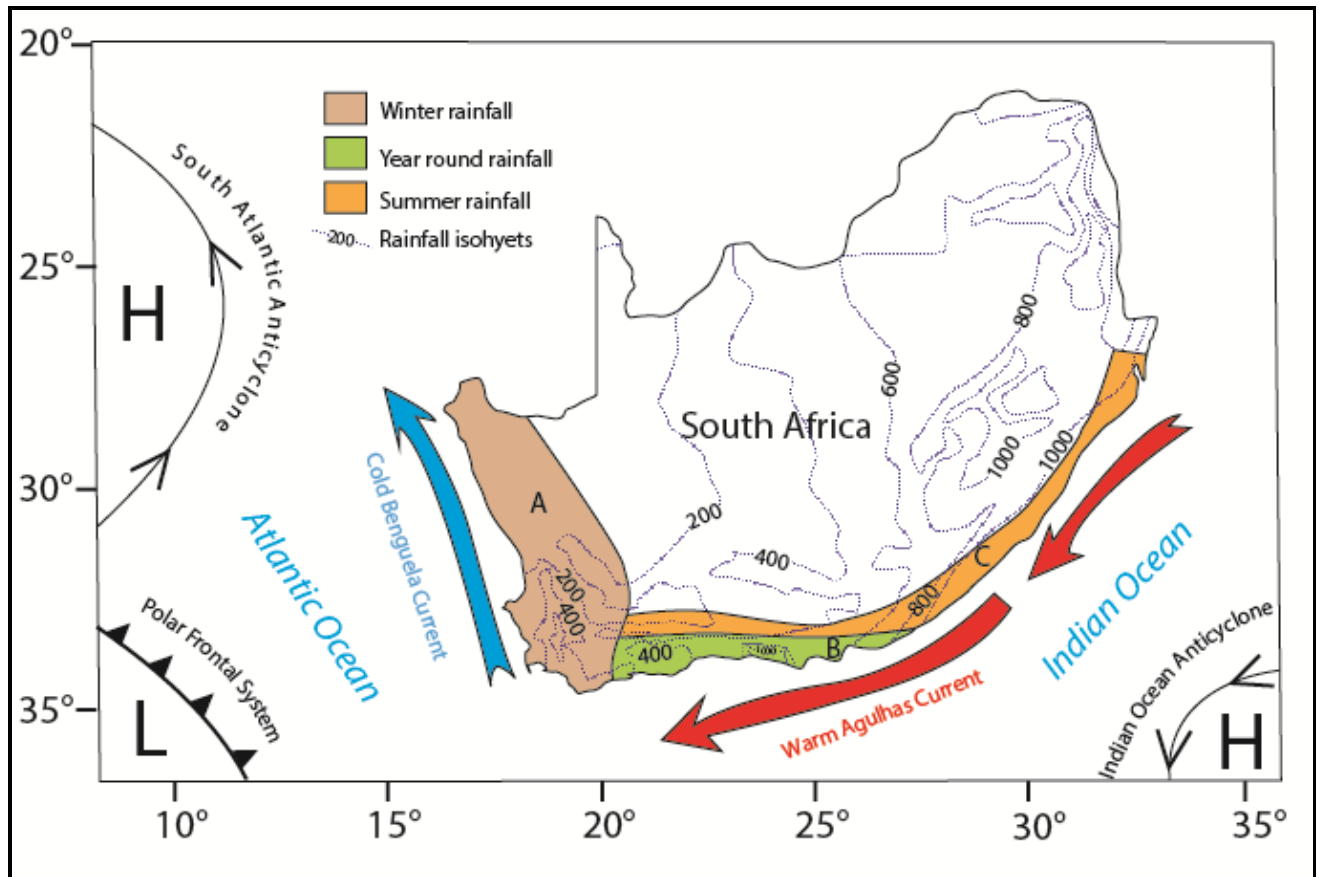 20°
25°
30°
35°
Winter rainfall
Year round rainfall
Summer rainfall
200
Rainfall isohyets
South Atlantic Anticyclone
H
South Africa
800
600
1000
1000
200
400
A
200
400
Cold Benguela Current
Atlantic Ocean
Polar Frontal System
L
400
B
800
C
Warm Agulhas Current
Indian Ocean
Indian Ocean Anticyclone
H
10°
15°
20°
25°
30°
35°